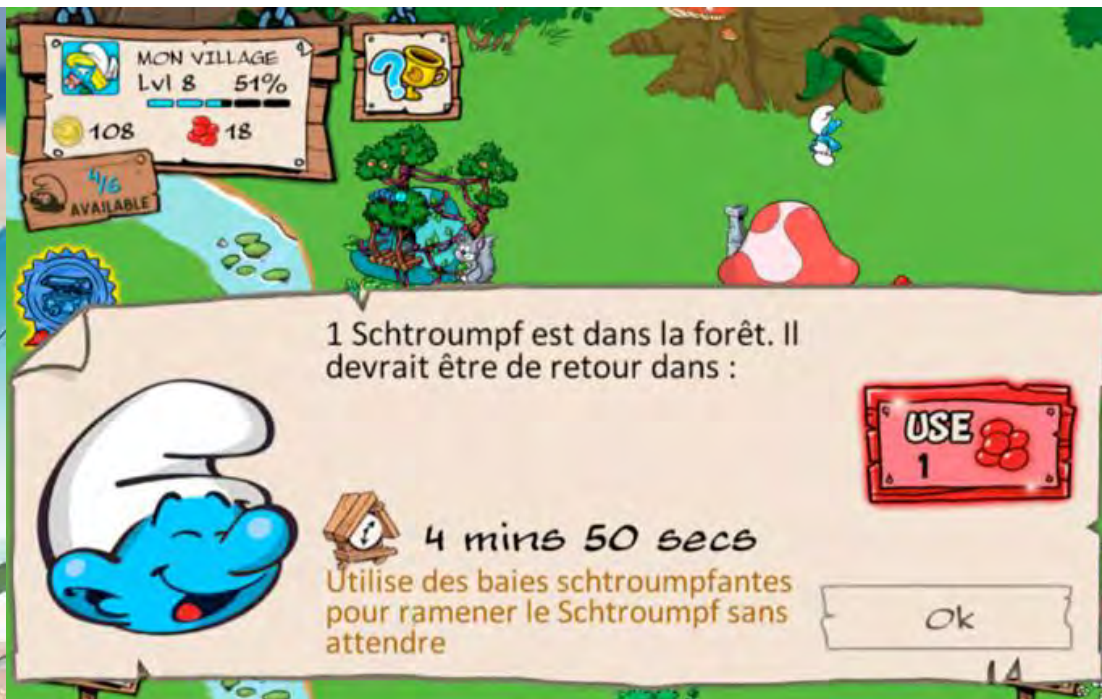 MON VILLAGE
Lvl 8 51%
108 18
4/6
AVAILABLE
1 Schtroumpf est dans la forêt. Il
devrait être de retour dans :
USE
1
4 mins 50 secs
Utilise des baies schtroumpfantes
pour ramener le Schtroumpf sans
attendre
Ok